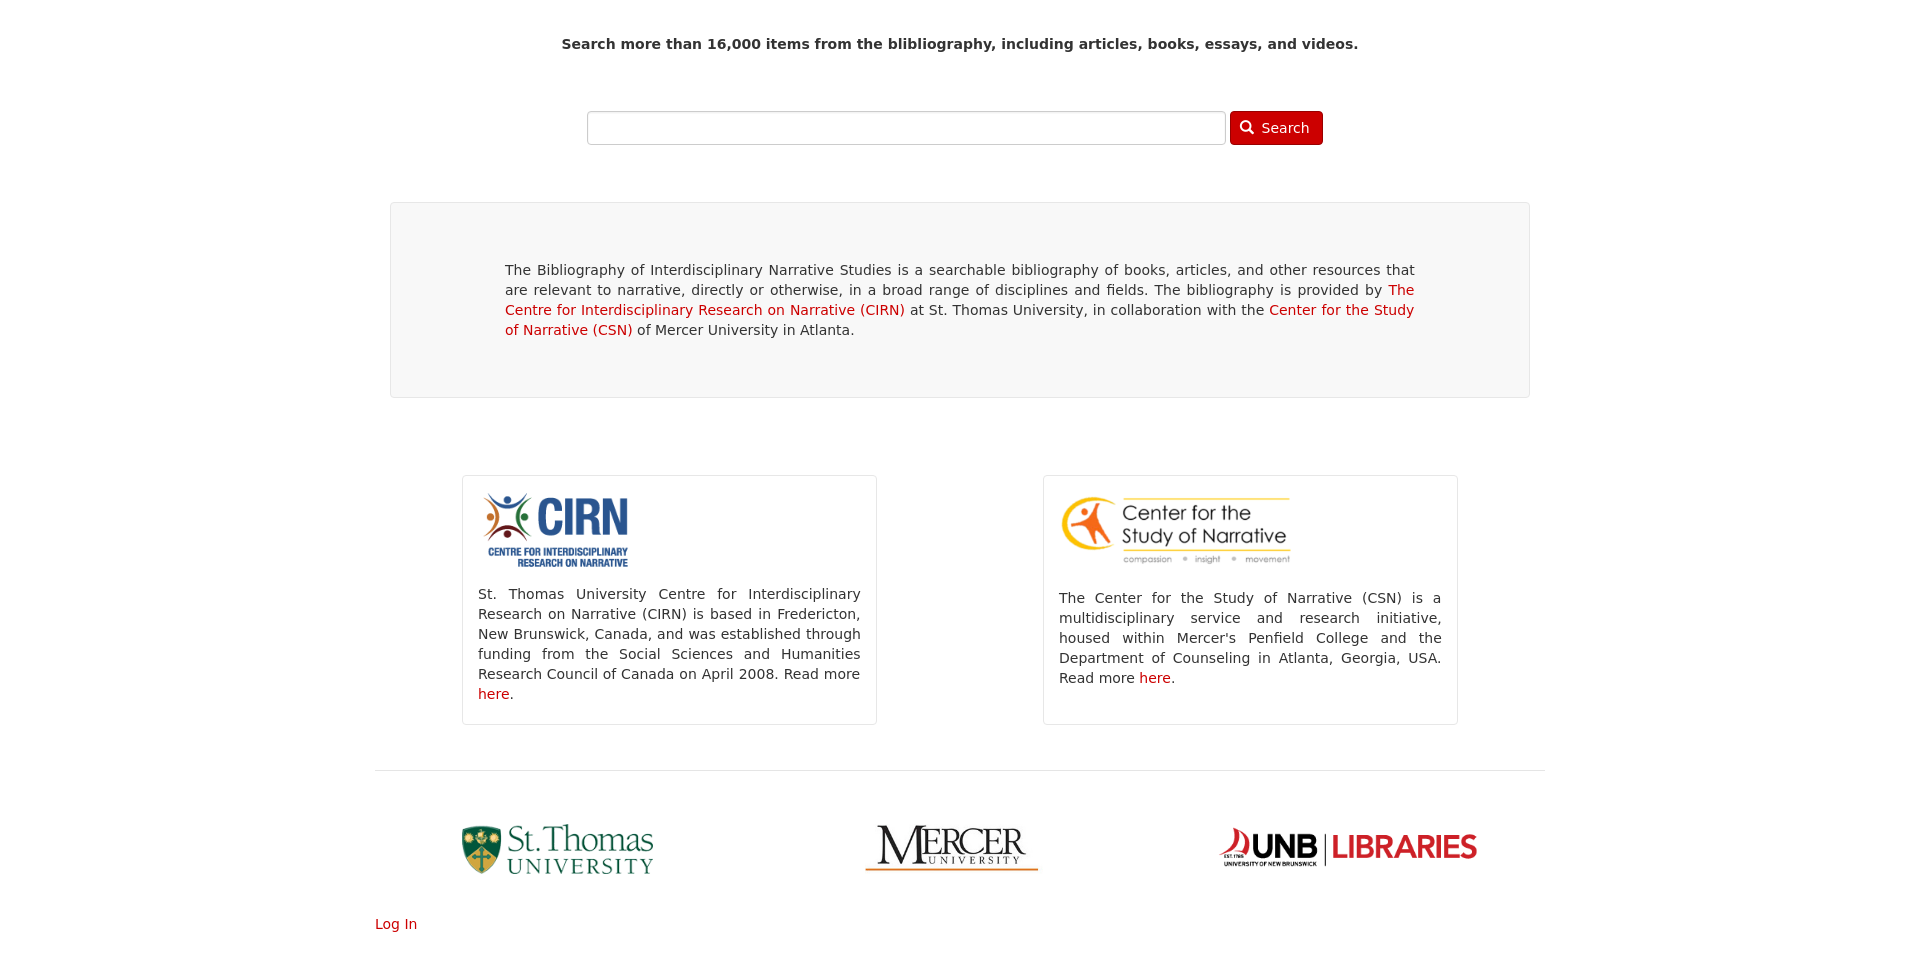 Search more than 16,000 items from the blibliography, including articles, books, essays, and videos.
Search
The Bibliography of Interdisciplinary Narrative Studies is a searchable bibliography of books, articles, and other resources that
are relevant to narrative, directly or otherwise, in a broad range of disciplines and fields. The bibliography is provided by The
Centre for Interdisciplinary Research on Narrative (CIRN) at St. Thomas University, in collaboration with the Center for the Study
of Narrative (CSN) of Mercer University in Atlanta.
CIRN
CENTRE FOR INTERDISCIPLINARY
RESEARCH ON NARRATIVE
St. Thomas University Centre for Interdisciplinary
Research on Narrative (CIRN) is based in Fredericton,
New Brunswick, Canada, and was established through
funding from the Social Sciences and Humanities
Research Council of Canada on April 2008. Read more
here.
Center for the
Study of Narrative
compassion • insight • movement
The Center for the Study of Narrative (CSN) is a
multidisciplinary service and research initiative,
housed within Mercer's Penfield College and the
Department of Counseling in Atlanta, Georgia, USA.
Read more here.
St. Thomas
UNIVERSITY
MERCER
UNIVERSITY
EST. 1785
UNB LIBRARIES
UNIVERSITY OF NEW BRUNSWICK
Log In